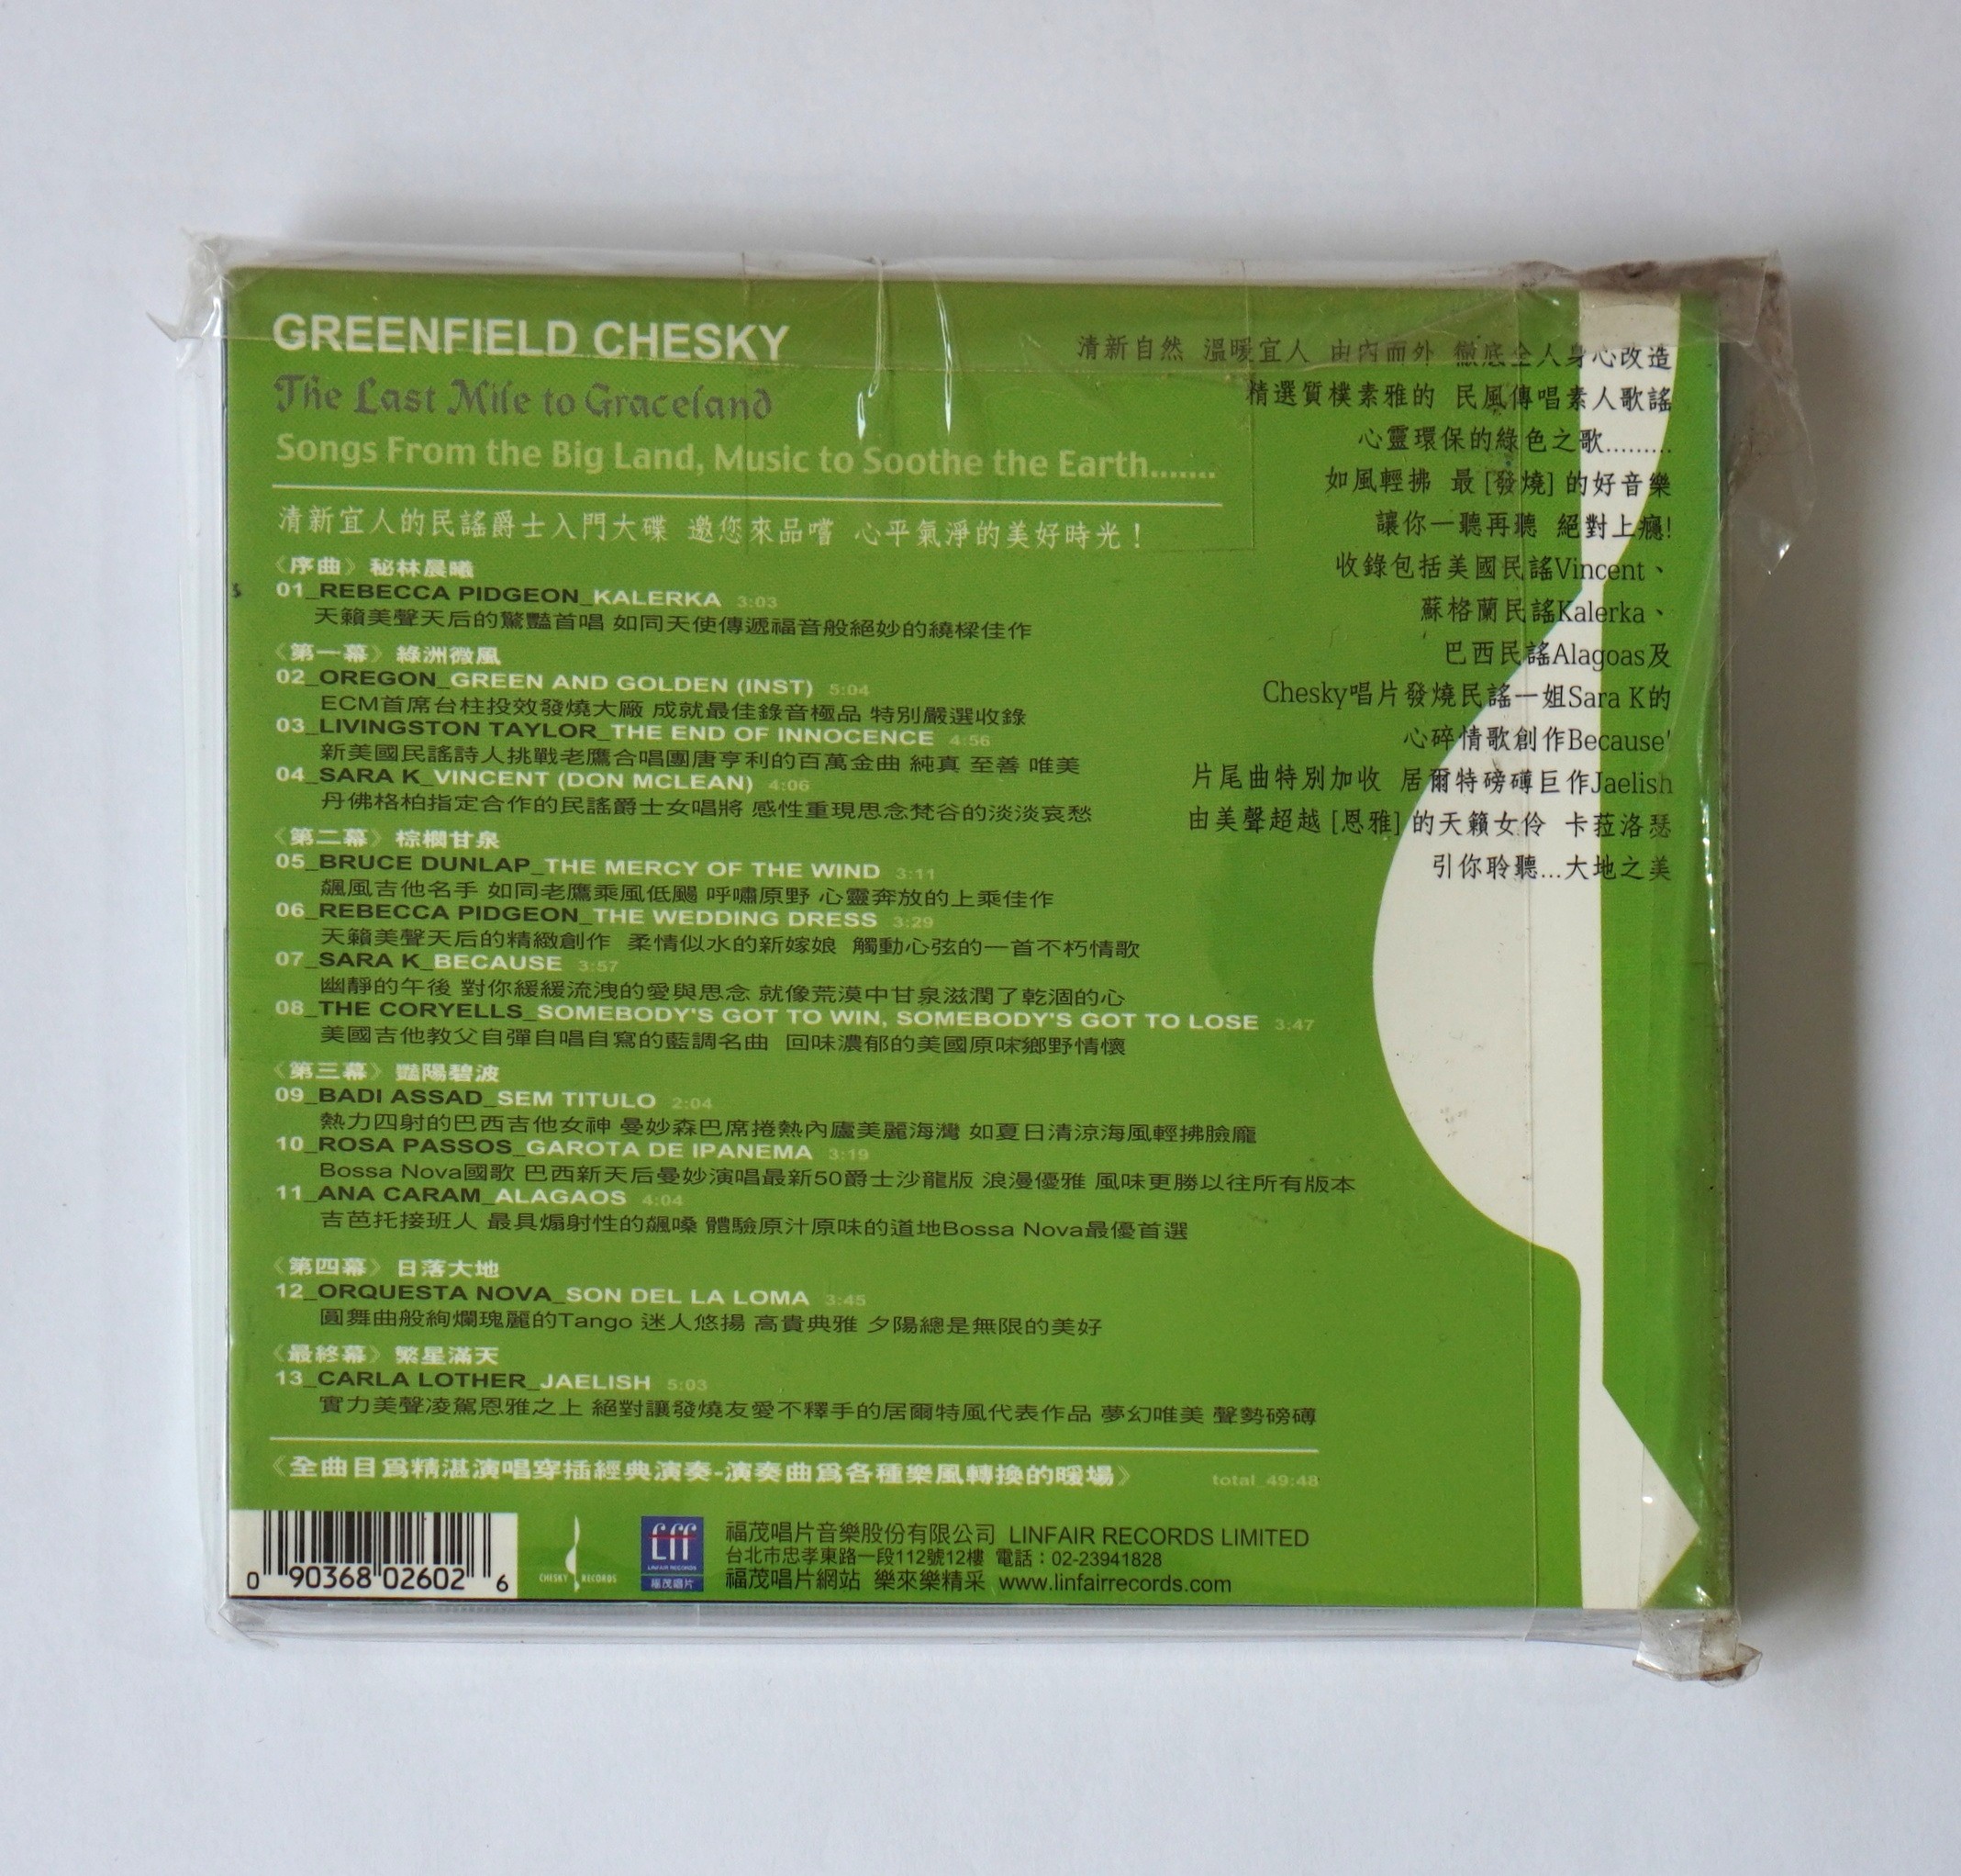 GREENFIELD CHESKY
The Last Mile to Graceland
Songs From the Big Land, Music to Soothe the Earth.......
清新宜人的民謠爵士入門大碟 邀您來品嚐 心平氣淨的美好時光！
《序曲》秘林晨曦
01_REBECCA PIDGEON_KALERKA 3:03
天籟美聲天后的驚豔首唱 如同天使傳遞福音般絕妙的繞樑佳作
《第一幕》綠洲微風
02_OREGON_GREEN AND GOLDEN (INST) 5:04
ECM首席台柱投效發燒大廠 成就最佳錄音極品 特別嚴選收錄
03_LIVINGSTON TAYLOR_THE END OF INNOCENCE 4:56
新美國民謠詩人挑戰老鷹合唱團唐亨利的百萬金曲 純真 至善 唯美
04_SARA K_VINCENT (DON MCLEAN) 4:06
丹佛格柏指定合作的民謠爵士女唱將 感性重現思念梵谷的淡淡哀愁
《第二幕》棕櫚甘泉
05_BRUCE DUNLAP_THE MERCY OF THE WIND 3:11
飆風吉他名手 如同老鷹乘風低颺 呼嘯原野 心靈奔放的上乘佳作
06_REBECCA PIDGEON_THE WEDDING DRESS 3:29
天籟美聲天后的精緻創作 柔情似水的新嫁娘 觸動心弦的一首不朽情歌
07_SARA K_BECAUSE 3:57
幽靜的午後 對你緩緩流洩的愛與思念 就像荒漠中甘泉滋潤了乾涸的心
08_THE CORYELLS_SOMEBODY'S GOT TO WIN, SOMEBODY'S GOT TO LOSE 3:47
美國吉他教父自彈自唱自寫的藍調名曲 回味濃郁的美國原味鄉野情懷
《第三幕》豔陽碧波
09_BADI ASSAD_SEM TITULO 2:04
熱力四射的巴西吉他女神 曼妙森巴席捲熱內廬美麗海灣 如夏日清涼海風輕拂臉龐
10_ROSA PASSOS_GAROTA DE IPANEMA 3:19
Bossa Nova國歌 巴西新天后曼妙演唱最新50爵士沙龍版 浪漫優雅 風味更勝以往所有版本
11_ANA CARAM_ALAGAOS 4:04
吉芭托接班人 最具煽射性的飆嗓 體驗原汁原味的道地Bossa Nova最優首選
《第四幕》日落大地
12_ORQUESTA NOVA_SON DEL LA LOMA 3:45
圓舞曲般絢爛瑰麗的Tango 迷人悠揚 高貴典雅 夕陽總是無限的美好
《最終幕》繁星滿天
13_CARLA LOTHER_JAELISH 5:03
實力美聲凌駕恩雅之上 絕對讓發燒友愛不釋手的居爾特風代表作品 夢幻唯美 聲勢磅礡
《全曲目爲精湛演唱穿插經典演奏-演奏曲爲各種樂風轉換的暖場》 total_49:48
清新自然 溫暖宜人 由內而外 徹底全人身心改造
精選質樸素雅的 民風傳唱素人歌謠
心靈環保的綠色之歌.........
如風輕拂 最[發燒]的好音樂
讓你一聽再聽 絕對上癮!
收錄包括美國民謠Vincent、
蘇格蘭民謠Kalerka、
巴西民謠Alagoas及
Chesky唱片發燒民謠一姐Sara K的
心碎情歌創作Because'
片尾曲特別加收 居爾特磅礡巨作Jaelish
由美聲超越[恩雅]的天籟女伶 卡菈洛瑟
引你聆聽...大地之美
0 90368 02602 6
CHESKY RECORDS
lff
LINFAIR RECORDS
福茂唱片
福茂唱片音樂股份有限公司 LINFAIR RECORDS LIMITED
台北市忠孝東路一段112號12樓 電話：02-23941828
福茂唱片網站 樂來樂精采 www.linfairrecords.com